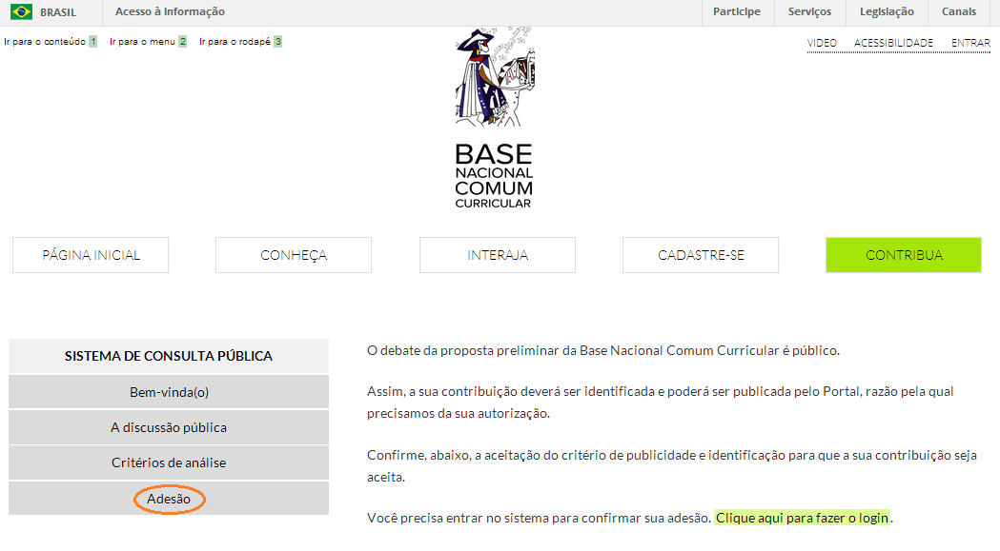 BRASIL Acesso à informação Participe Serviços Legislação Canais
Ir para o conteúdo 1 Ir para o menu 2 Ir para o rodapé 3 VIDEO ACESSIBILIDADE ENTRAR
BASE
NACIONAL
COMUM
CURRICULAR
PÁGINA INICIAL CONHEÇA INTERAJA CADASTRE-SE CONTRIBUA
SISTEMA DE CONSULTA PÚBLICA
Bem-vinda(o)
A discussão pública
Critérios de análise
Adesão
O debate da proposta preliminar da Base Nacional Comum Curricular é público.
Assim, a sua contribuição deverá ser identificada e poderá ser publicada pelo Portal, razão pela qual
precisamos da sua autorização.
Confirme, abaixo, a aceitação do critério de publicidade e identificação para que a sua contribuição seja
aceita.
Você precisa entrar no sistema para confirmar sua adesão. Clique aqui para fazer o login.